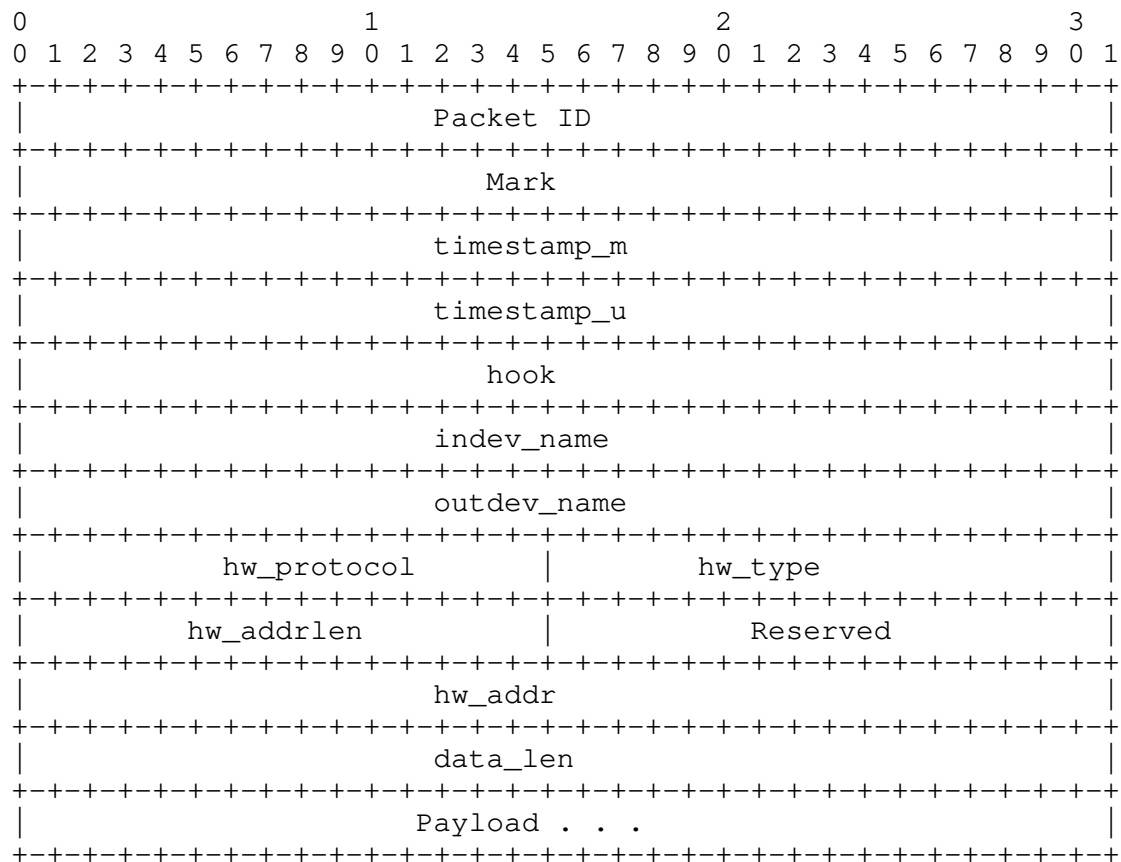 0                   1                   2                   3
0 1 2 3 4 5 6 7 8 9 0 1 2 3 4 5 6 7 8 9 0 1 2 3 4 5 6 7 8 9 0 1
+-+-+-+-+-+-+-+-+-+-+-+-+-+-+-+-+-+-+-+-+-+-+-+-+-+-+-+-+-+-+-+
|                       Packet ID                              |
+-+-+-+-+-+-+-+-+-+-+-+-+-+-+-+-+-+-+-+-+-+-+-+-+-+-+-+-+-+-+-+
|                          Mark                                |
+-+-+-+-+-+-+-+-+-+-+-+-+-+-+-+-+-+-+-+-+-+-+-+-+-+-+-+-+-+-+-+
|                       timestamp_m                            |
+-+-+-+-+-+-+-+-+-+-+-+-+-+-+-+-+-+-+-+-+-+-+-+-+-+-+-+-+-+-+-+
|                       timestamp_u                            |
+-+-+-+-+-+-+-+-+-+-+-+-+-+-+-+-+-+-+-+-+-+-+-+-+-+-+-+-+-+-+-+
|                          hook                                |
+-+-+-+-+-+-+-+-+-+-+-+-+-+-+-+-+-+-+-+-+-+-+-+-+-+-+-+-+-+-+-+
|                       indev_name                             |
+-+-+-+-+-+-+-+-+-+-+-+-+-+-+-+-+-+-+-+-+-+-+-+-+-+-+-+-+-+-+-+
|                       outdev_name                            |
+-+-+-+-+-+-+-+-+-+-+-+-+-+-+-+-+-+-+-+-+-+-+-+-+-+-+-+-+-+-+-+
|           hw_protocol       |        hw_type                 |
+-+-+-+-+-+-+-+-+-+-+-+-+-+-+-+-+-+-+-+-+-+-+-+-+-+-+-+-+-+-+-+
|         hw_addrlen          |           Reserved             |
+-+-+-+-+-+-+-+-+-+-+-+-+-+-+-+-+-+-+-+-+-+-+-+-+-+-+-+-+-+-+-+
|                       hw_addr                                |
+-+-+-+-+-+-+-+-+-+-+-+-+-+-+-+-+-+-+-+-+-+-+-+-+-+-+-+-+-+-+-+
|                       data_len                               |
+-+-+-+-+-+-+-+-+-+-+-+-+-+-+-+-+-+-+-+-+-+-+-+-+-+-+-+-+-+-+-+
|                      Payload . . .                           |
+-+-+-+-+-+-+-+-+-+-+-+-+-+-+-+-+-+-+-+-+-+-+-+-+-+-+-+-+-+-+-+